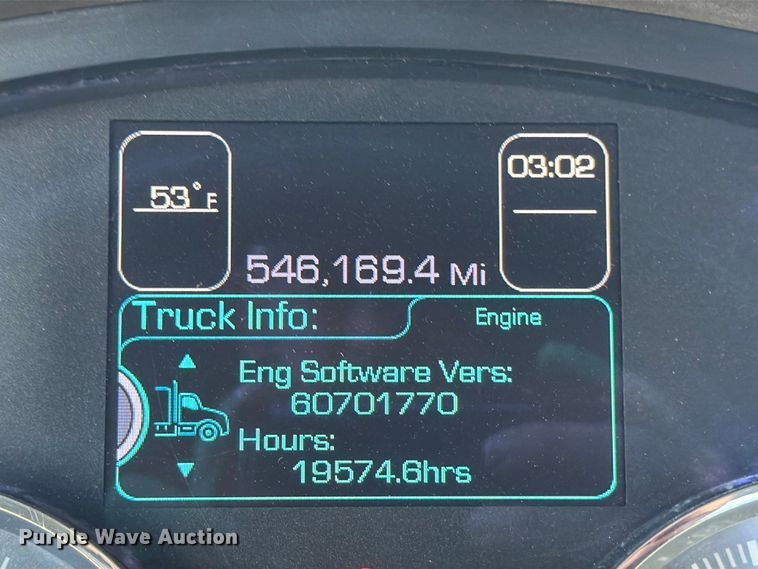 53° F
03:02
546,169.4 Mi
Truck Info:
Engine
Eng Software Vers:
60701770
Hours:
19574.6hrs
Purple Wave Auction